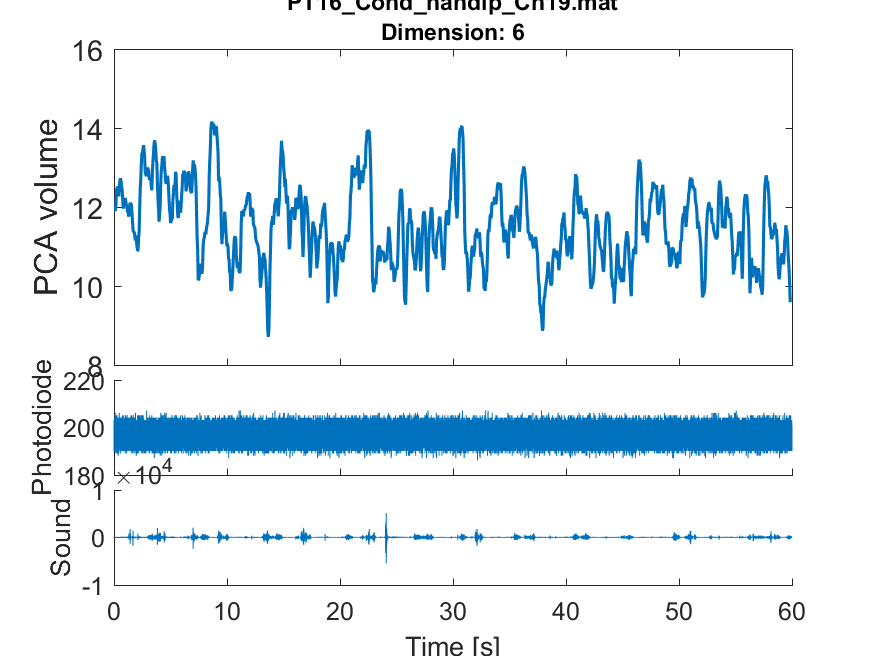 PT16_Cond_handlp_Ch19.mat
Dimension: 6
16
14
12
10
8
PCA volume
220
200
180
Photodiode
×10⁴
1
0
-1
Sound
0 10 20 30 40 50 60
Time [s]